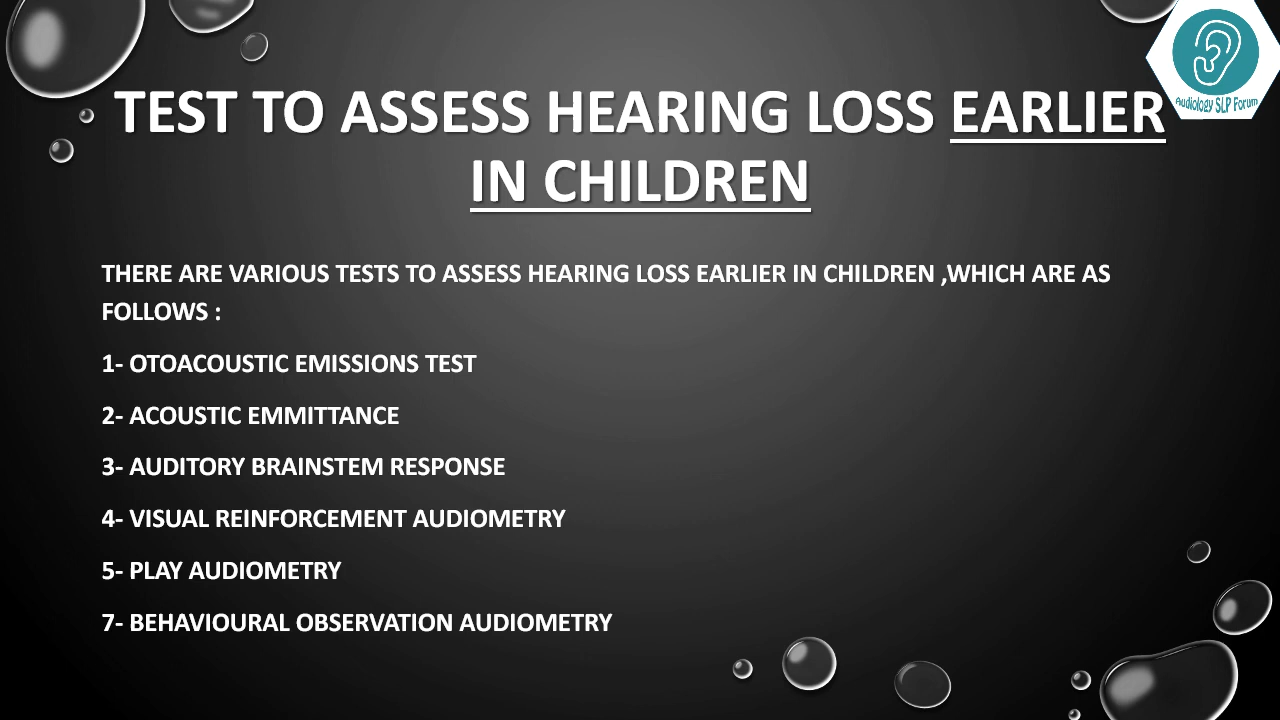 Audiology SLP Forum
TEST TO ASSESS HEARING LOSS EARLIER
IN CHILDREN
THERE ARE VARIOUS TESTS TO ASSESS HEARING LOSS EARLIER IN CHILDREN ,WHICH ARE AS
FOLLOWS :
1- OTOACOUSTIC EMISSIONS TEST
2- ACOUSTIC EMMITTANCE
3- AUDITORY BRAINSTEM RESPONSE
4- VISUAL REINFORCEMENT AUDIOMETRY
5- PLAY AUDIOMETRY
7- BEHAVIOURAL OBSERVATION AUDIOMETRY